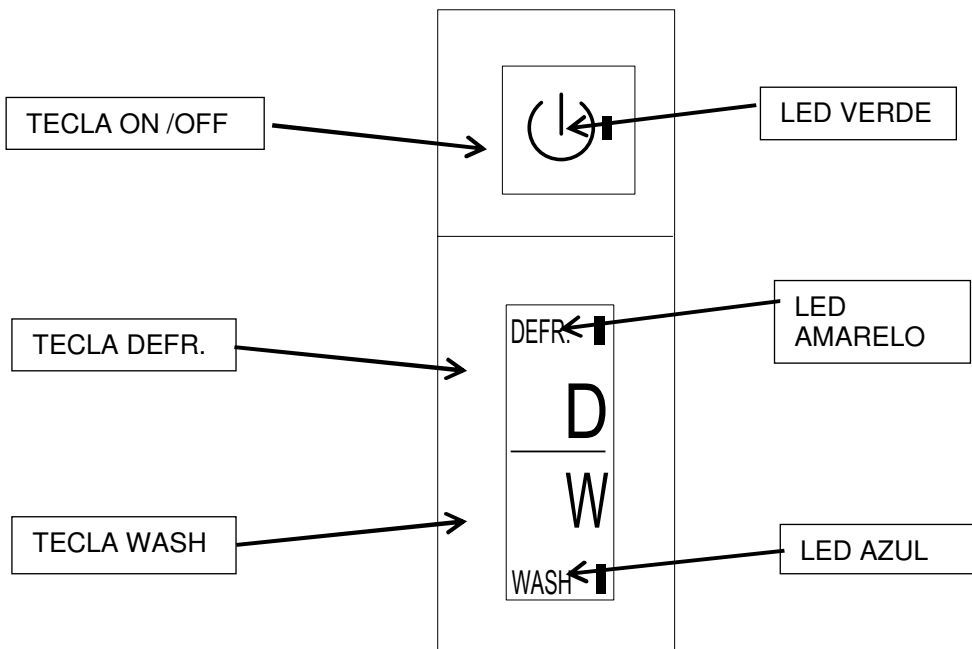 TECLA ON /OFF
LED VERDE
TECLA DEFR.
DEFR.
LED
AMARELO
D
W
TECLA WASH
WASH
LED AZUL